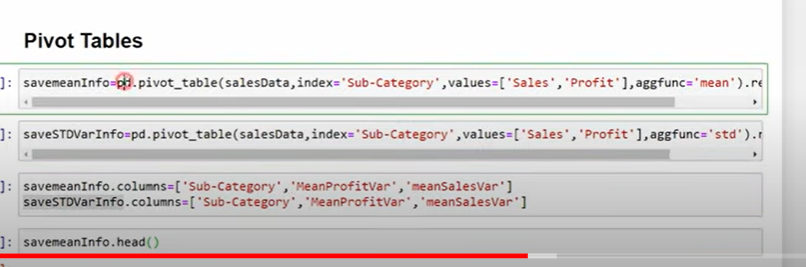 Pivot Tables
]: savemeanInfo=pd.pivot_table(salesData,index='Sub-Category',values=['Sales','Profit'],aggfunc='mean').re
]: saveSTDVarInfo=pd.pivot_table(salesData,index='Sub-Category',values=['Sales','Profit'],aggfunc='std').r
]: savemeanInfo.columns=['Sub-Category','MeanProfitVar','meanSalesVar']
saveSTDVarInfo.columns=['Sub-Category','MeanProfitVar','meanSalesVar']
]: savemeanInfo.head()